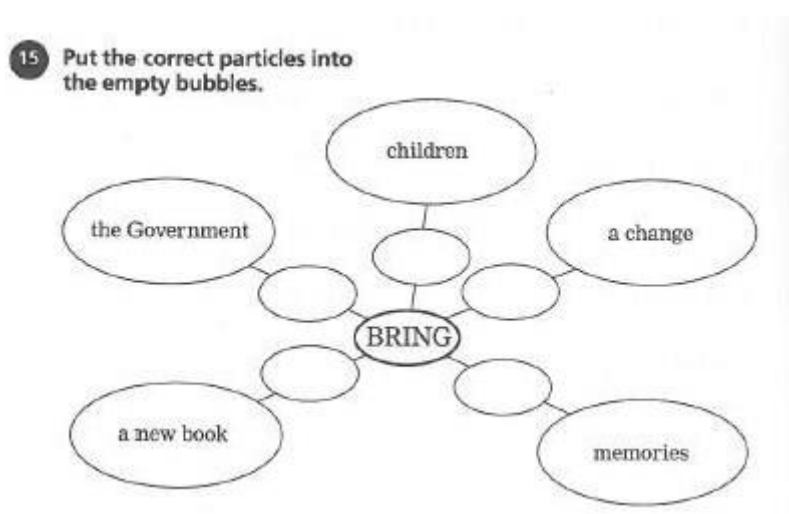 15 Put the correct particles into
the empty bubbles.
children
the Government
a change
BRING
a new book
memories